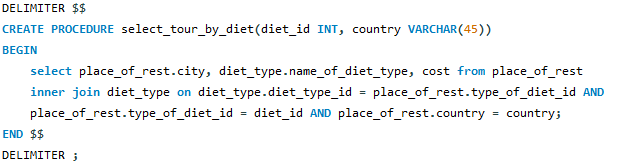 DELIMITER $$
CREATE PROCEDURE select_tour_by_diet(diet_id INT, country VARCHAR(45))
BEGIN
    select place_of_rest.city, diet_type.name_of_diet_type, cost from place_of_rest
    inner join diet_type on diet_type.diet_type_id = place_of_rest.type_of_diet_id AND
    place_of_rest.type_of_diet_id = diet_id AND place_of_rest.country = country;
END $$
DELIMITER ;